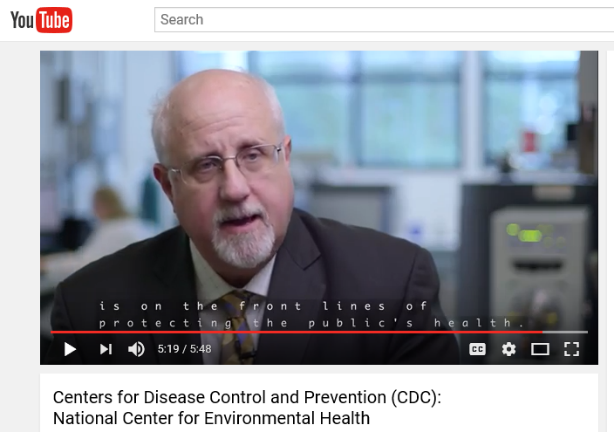 YouTube
Search
is on the front lines of
protecting the public's health.
5:19 / 5:48
CC
Centers for Disease Control and Prevention (CDC):
National Center for Environmental Health